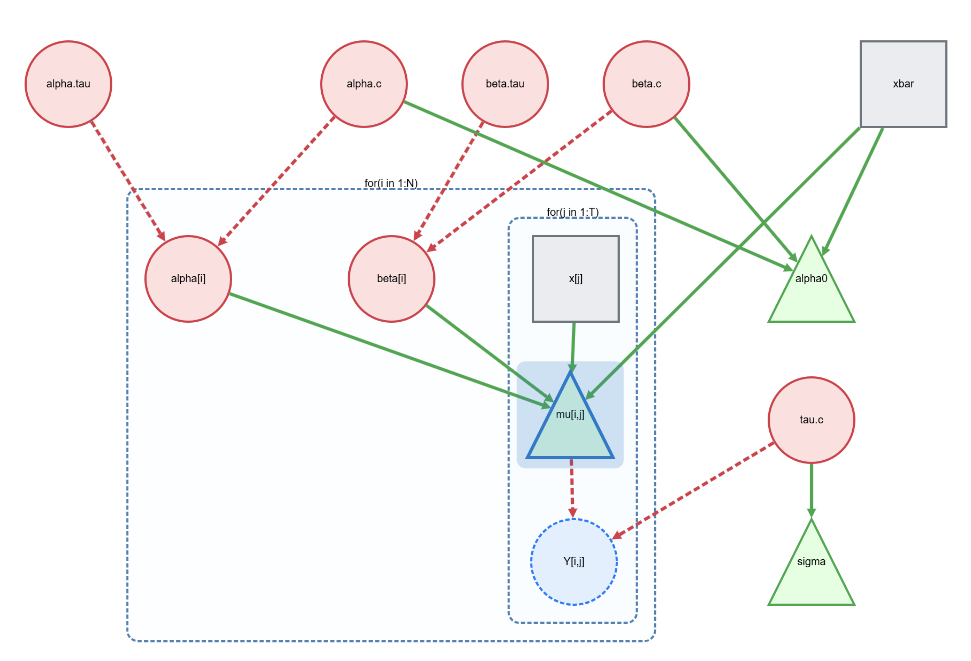 alpha.tau
alpha.c
beta.tau
beta.c
xbar
for(i in 1:N)
for(j in 1:T)
alpha[i]
beta[i]
x[j]
alpha0
mu[i,j]
tau.c
Y[i,j]
sigma